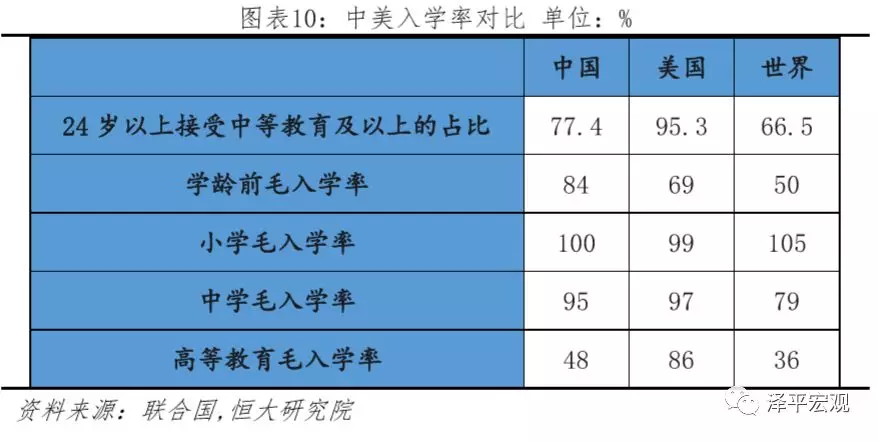 图表10：中美入学率对比 单位：%
中国 美国 世界
24 岁以上接受中等教育及以上的占比 77.4 95.3 66.5
学龄前毛入学率 84 69 50
小学毛入学率 100 99 105
中学毛入学率 95 97 79
高等教育毛入学率 48 86 36
资料来源：联合国,恒大研究院
泽平宏观